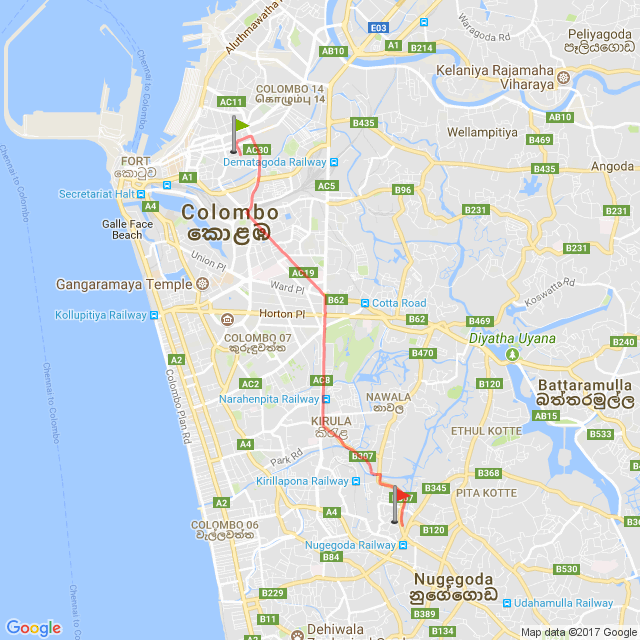 Peliyagoda
පෑලියගොඩ
Waragoda Rd
E03
Aluthmawatha Rd
A1
B214
AB10
Kelaniya Rajamaha
Viharaya
COLOMBO 14
කොළඹ 14
AC11
AB10
B435
Wellampitiya
B469
AC30
Dematagoda Railway
B435
Angoda
FORT
කොටුව
A1
Chennai to Colombo
Chennai to Colombo
Secretariat Halt
A4
AC5
B96
Colombo
කොළඹ
B231
B231
Galle Face
Beach
Union Pl
B231
AC19
Gangaramaya Temple
Ward Pl
B62
Cotta Road
Koswatta Rd
Kollupitiya Railway
Horton Pl
B469
B62
Diyatha Uyana
B240
COLOMBO 07
කුරුඳුවත්ත
A2
B470
AC2
AC8
B120
Battaramulla
බත්තරමුල්ල
Colombo Plan Rd
Narahenpita Railway
NAWALA
නාවල
AB15
KIRULA
කිරුළ
ETHUL KOTTE
B533
Park Rd
B307
B368
Kirillapona Railway
B345
PITA KOTTE
A2
A4
COLOMBO 06
වැල්ලවත්ත
B120
Nugegoda Railway
B84
B530
Nugegoda
නුගේගොඩ
B229
B11
B389
Udahamulla Railway
Dehiwala
B134
Google
Map data ©2017 Google